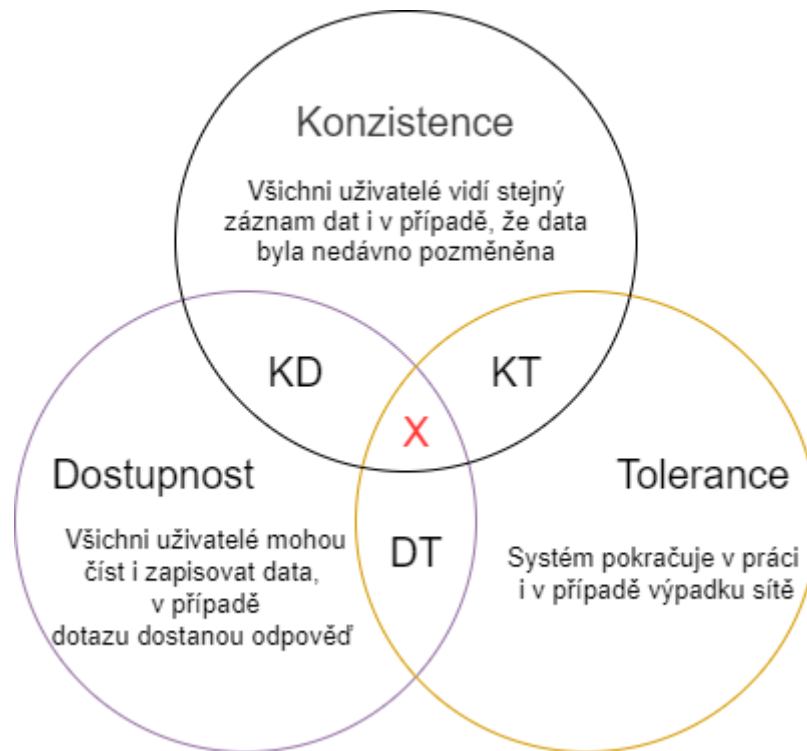 Konzistence
Všichni uživatelé vidí stejný
záznam dat i v případě, že data
byla nedávno pozměněna
KD
KT
X
Dostupnost
Všichni uživatelé mohou
číst i zapisovat data,
v případě
dotazu dostanou odpověď
DT
Tolerance
Systém pokračuje v práci
i v případě výpadku sítě